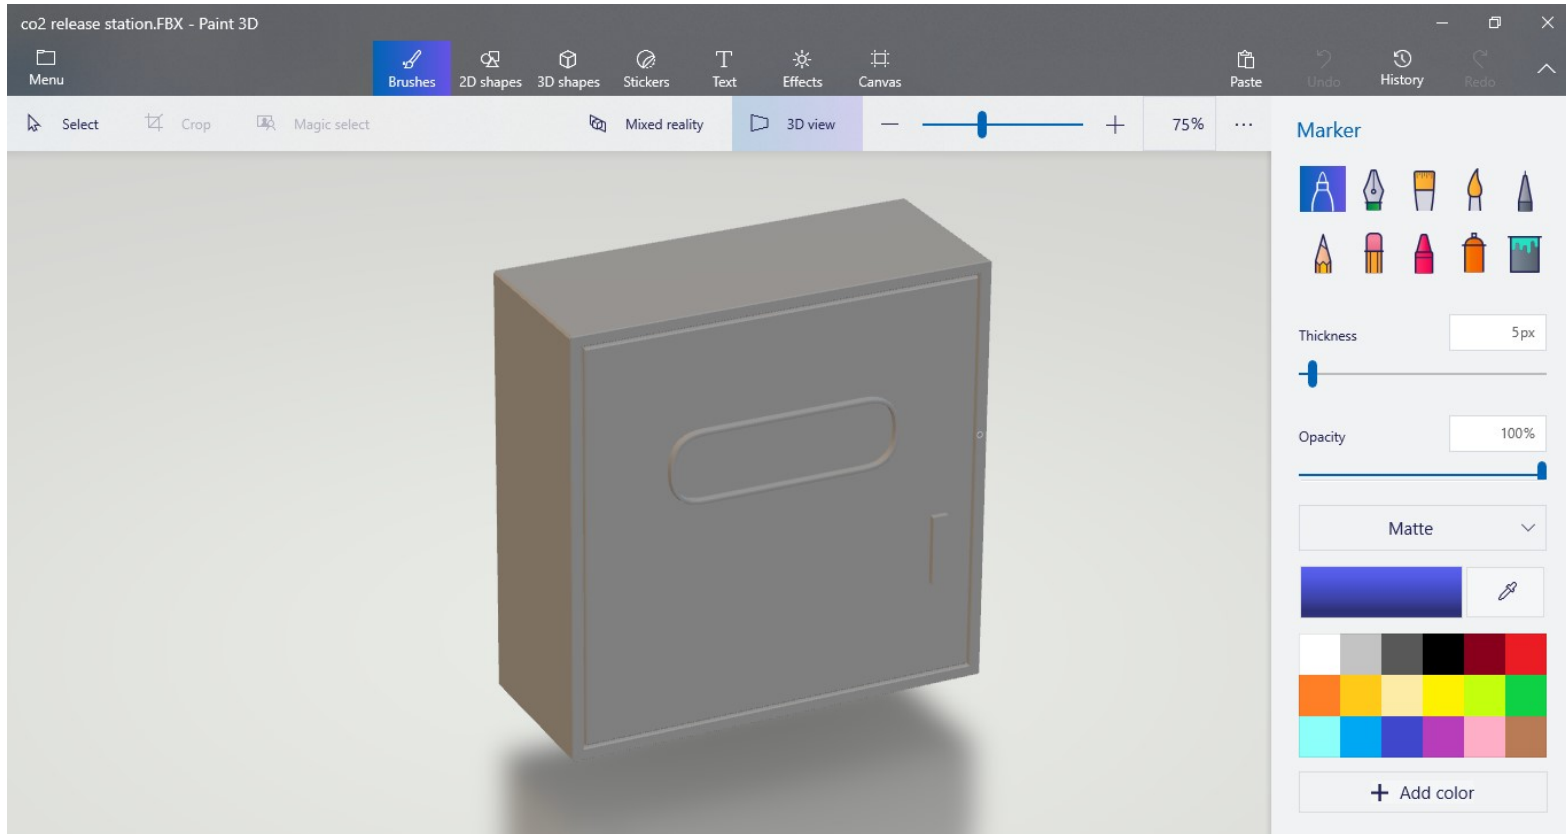 co2 release station.FBX - Paint 3D
Menu
Brushes
2D shapes
3D shapes
Stickers
Text
Effects
Canvas
Paste
Undo
History
Redo
Select
Crop
Magic select
Mixed reality
3D view
75%
...
Marker
Thickness
5px
Opacity
100%
Matte
Add color